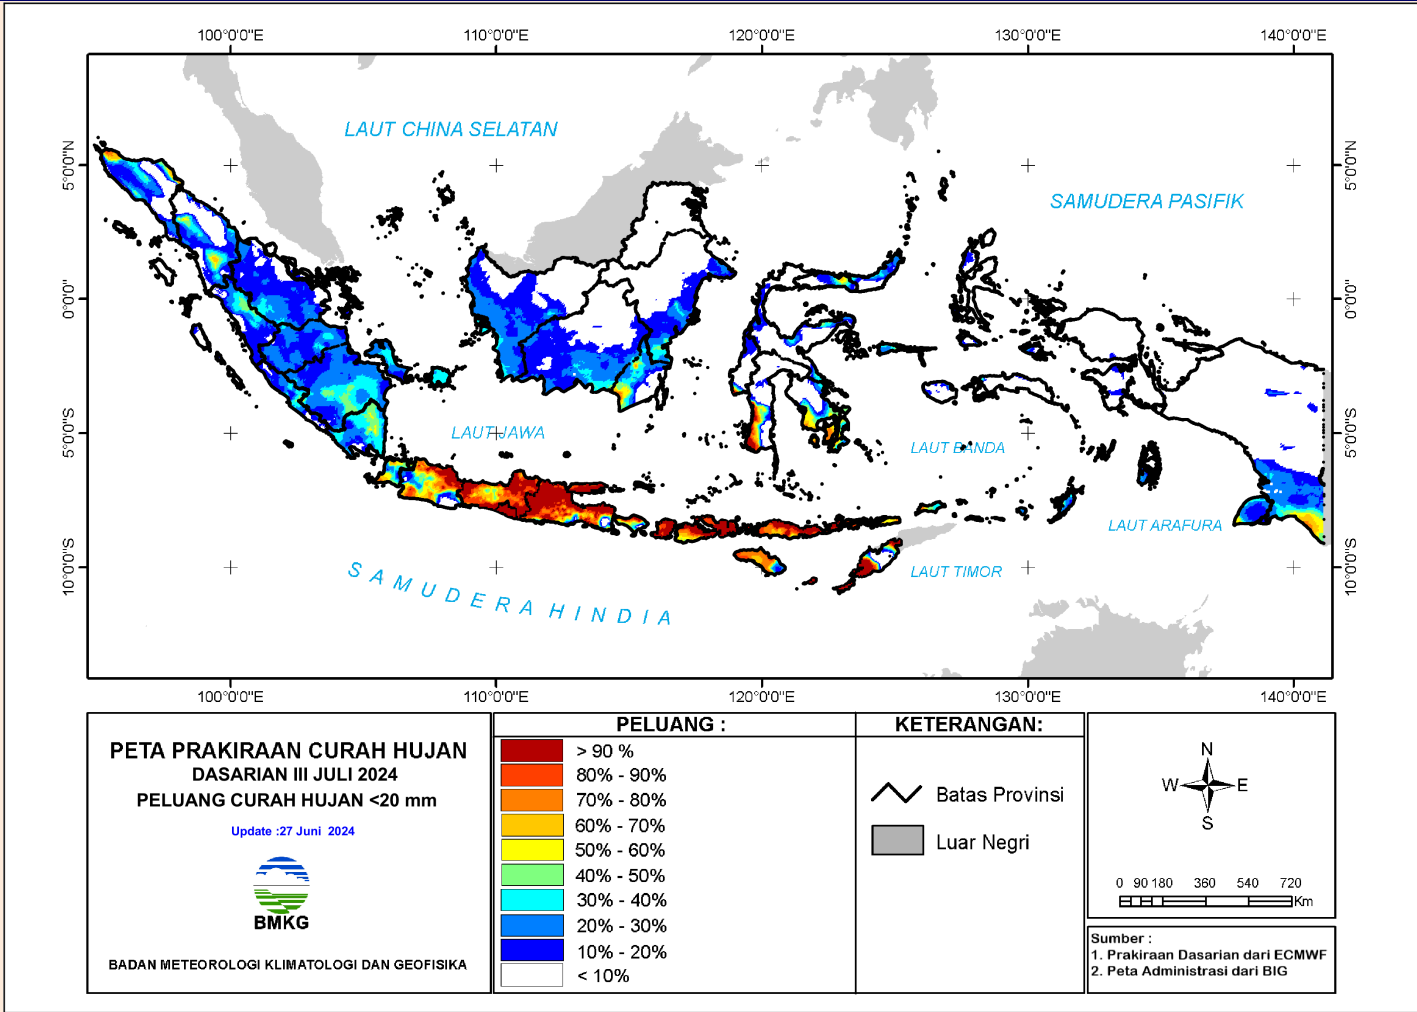 100°0'0"E 110°0'0"E 120°0'0"E 130°0'0"E 140°0'0"E
5°0'0"N 5°0'0"N
0°0'0" 0°0'0"
5°0'0"S 5°0'0"S
10°0'0"S 10°0'0"S
LAUT CHINA SELATAN
SAMUDERA PASIFIK
LAUT JAWA
LAUT BANDA
LAUT ARAFURA
LAUT TIMOR
SAMUDERA HINDIA
100°0'0"E 110°0'0"E 120°0'0"E 130°0'0"E 140°0'0"E
PETA PRAKIRAAN CURAH HUJAN
DASARIAN III JULI 2024
PELUANG CURAH HUJAN <20 mm
Update :27 Juni 2024
BMKG
BADAN METEOROLOGI KLIMATOLOGI DAN GEOFISIKA
PELUANG :
> 90 %
80% - 90%
70% - 80%
60% - 70%
50% - 60%
40% - 50%
30% - 40%
20% - 30%
10% - 20%
< 10%
KETERANGAN:
Batas Provinsi
Luar Negri
N
W E
S
0 90 180 360 540 720
Km
Sumber :
1. Prakiraan Dasarian dari ECMWF
2. Peta Administrasi dari BIG